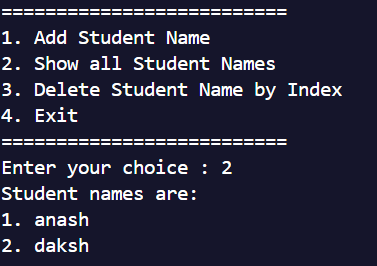 ==========================
1. Add Student Name
2. Show all Student Names
3. Delete Student Name by Index
4. Exit
==========================
Enter your choice : 2
Student names are:
1. anash
2. daksh